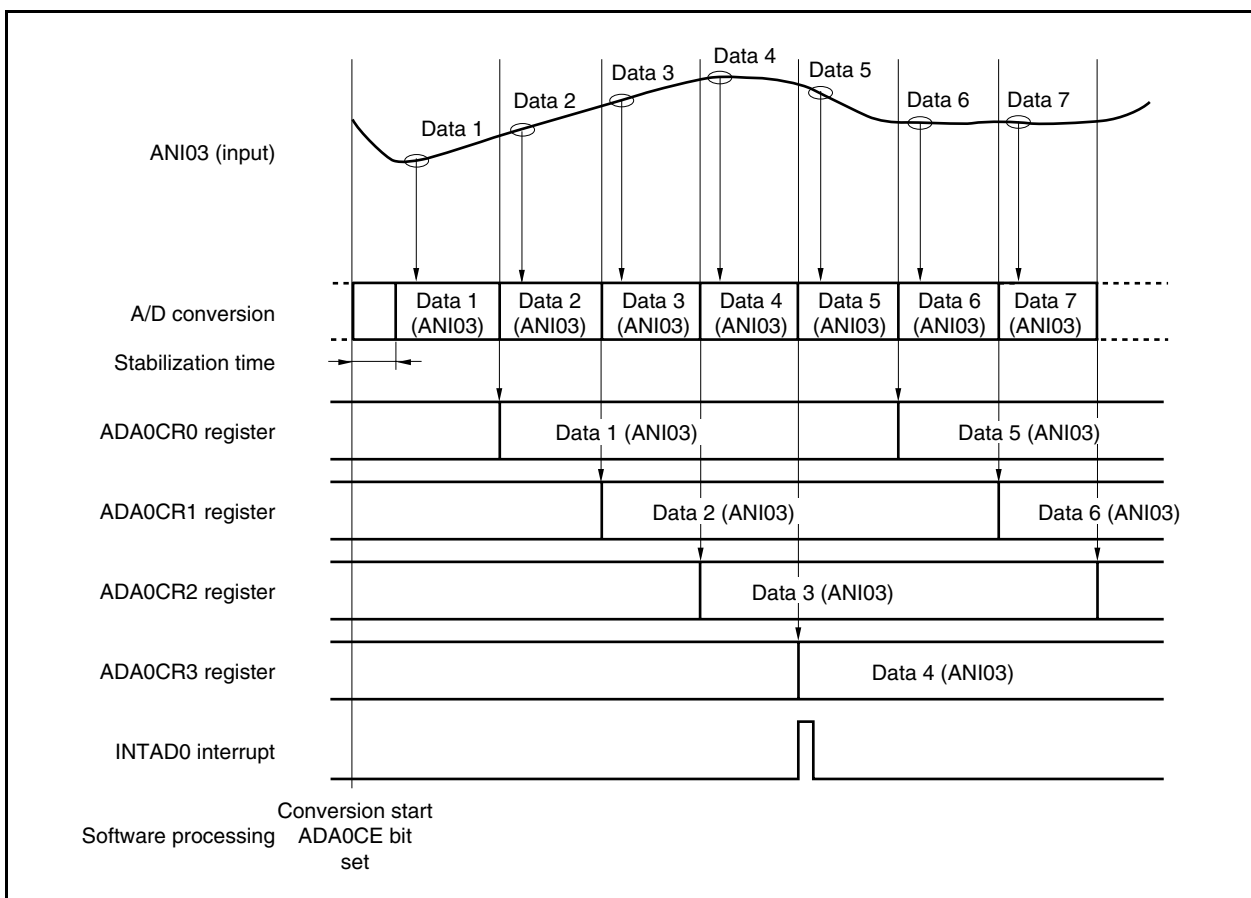 Data 1
Data 2
Data 3
Data 4
Data 5
Data 6
Data 7
ANI03 (input)
A/D conversion
Data 1
(ANI03)
Data 2
(ANI03)
Data 3
(ANI03)
Data 4
(ANI03)
Data 5
(ANI03)
Data 6
(ANI03)
Data 7
(ANI03)
Stabilization time
ADA0CR0 register
Data 1 (ANI03)
Data 5 (ANI03)
ADA0CR1 register
Data 2 (ANI03)
Data 6 (ANI03)
ADA0CR2 register
Data 3 (ANI03)
ADA0CR3 register
Data 4 (ANI03)
INTAD0 interrupt
Software processing
Conversion start
ADA0CE bit
set